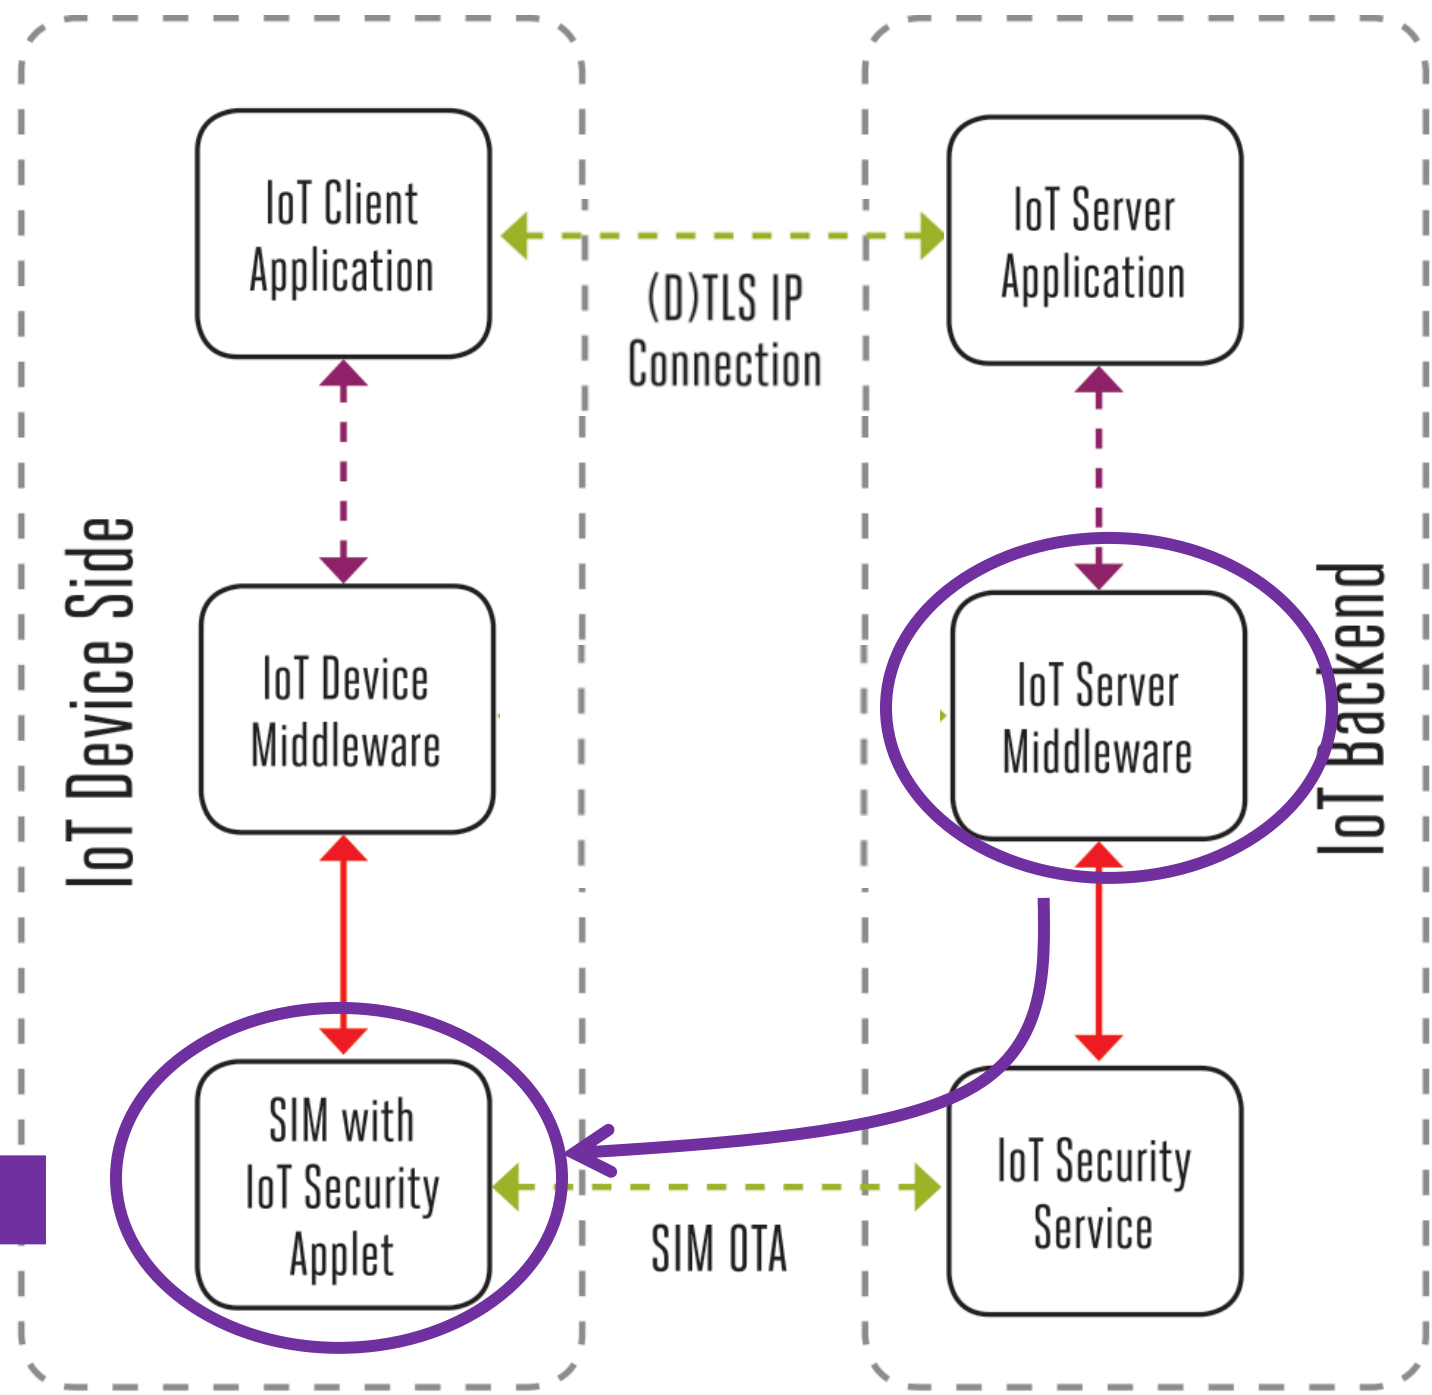 IoT Client
Application
IoT Server
Application
(D)TLS IP
Connection
IoT Device Side
IoT Device
Middleware
IoT Server
Middleware
IoT Backend
SIM with
IoT Security
Applet
SIM OTA
IoT Security
Service